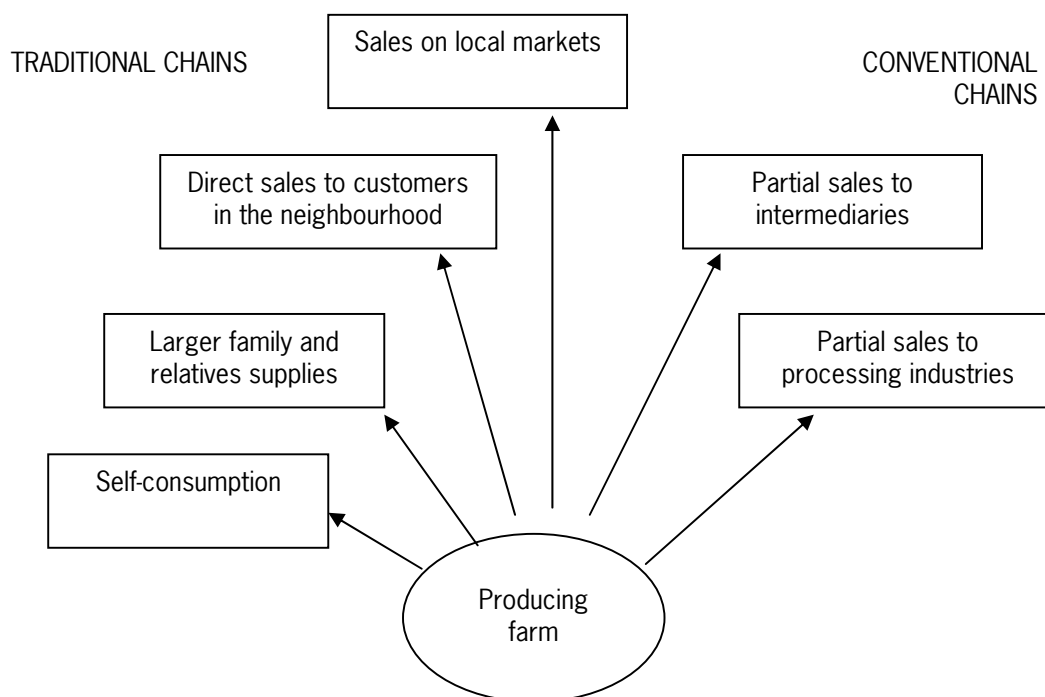 Sales on local markets
TRADITIONAL CHAINS
CONVENTIONAL
CHAINS
Direct sales to customers
in the neighbourhood
Partial sales to
intermediaries
Larger family and
relatives supplies
Partial sales to
processing industries
Self-consumption
Producing
farm